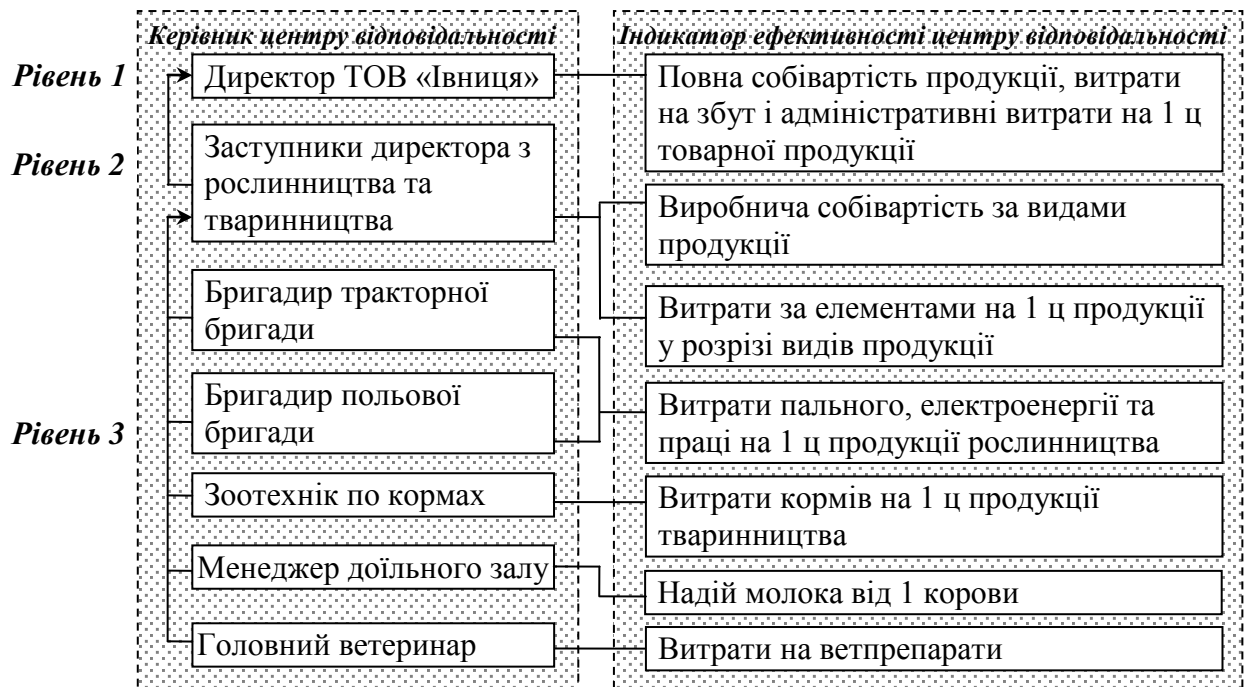 Керівник центру відповідальності
Індикатор ефективності центру відповідальності
Рівень 1
Директор ТОВ «Івниця»
Повна собівартість продукції, витрати
на збут і адміністративні витрати на 1 ц
товарної продукції
Рівень 2
Заступники директора з
рослинництва та
тваринництва
Виробнича собівартість за видами
продукції
Витрати за елементами на 1 ц продукції
у розрізі видів продукції
Рівень 3
Бригадир тракторної
бригади
Бригадир польової
бригади
Витрати пального, електроенергії та
праці на 1 ц продукції рослинництва
Зоотехнік по кормах
Витрати кормів на 1 ц продукції
тваринництва
Менеджер доїльного залу
Надій молока від 1 корови
Головний ветеринар
Витрати на ветпрепарати